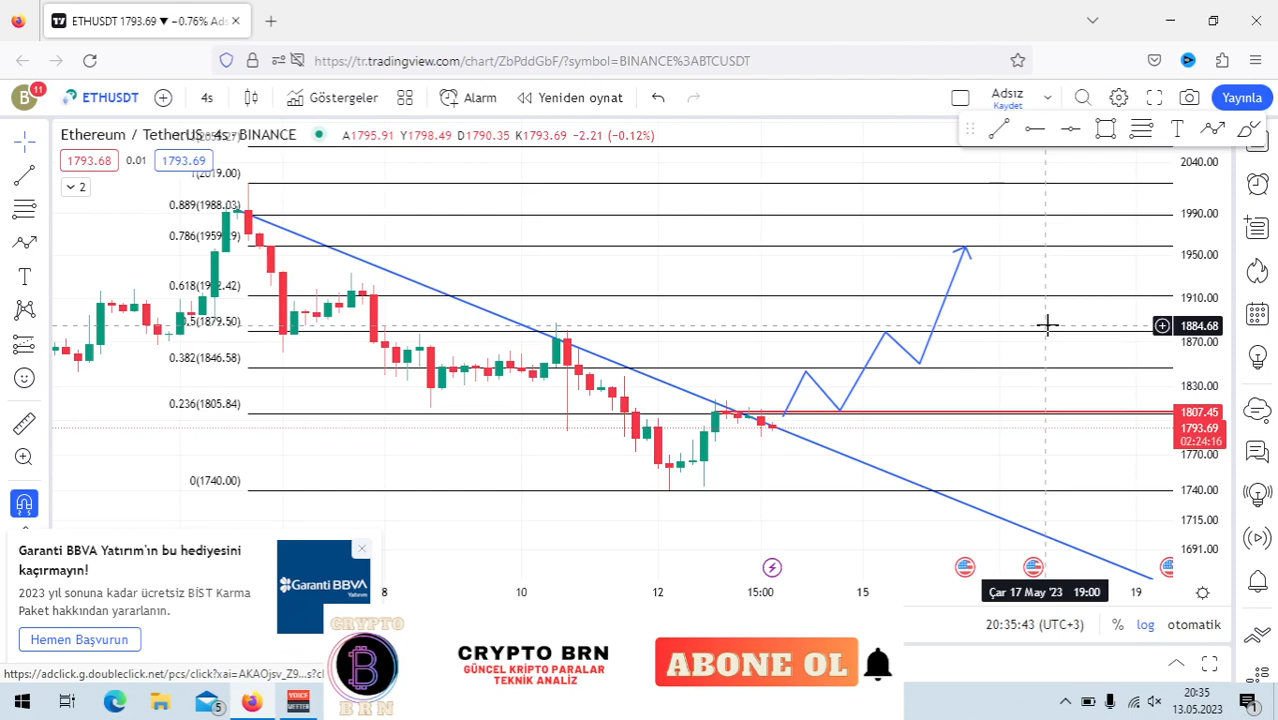 ETHUSDT 1793.69 ▼ −0.76% Ads
https://tr.tradingview.com/chart/ZbPddGbF/?symbol=BINANCE%3ABTCUSDT
B 11 ETHUSDT 4s Göstergeler Alarm Yeniden oynat Adsız Kaydet Yayınla
Ethereum / TetherUS 4s BINANCE A1795.91 Y1798.49 D1790.35 K1793.69 −2.21 (−0.12%)
1793.68 0.01 1793.69
2
1(2019.00)
0.889(1988.03)
0.618(1912.42)
0.5(1879.50)
0.382(1846.58)
0.236(1805.84)
0(1740.00)
2040.00
1990.00
1950.00
1910.00
1884.68
1870.00
1830.00
1807.45
1793.69
02:24:16
1770.00
1740.00
1715.00
1691.00
8 10 12 15:00 15 Çar 17 May '23 19:00 19
Garanti BBVA Yatırım'ın bu hediyesini
kaçırmayın!
2023 yıl sonuna kadar ücretsiz BİST Karma
Paket hakkından yararlanın.
Hemen Başvurun
Garanti BBVA
Yatırım
20:35:43 (UTC+3) % log otomatik
https://adclick.g.doubleclick.net/pcs/click?xai=AKAOjsv_Z9...s?cl
CRYPTO
B
BRN
CRYPTO BRN
GÜNCEL KRİPTO PARALAR
TEKNİK ANALİZ
ABONE OL
5
VOICE
MEETER
20:35
13.05.2023
1